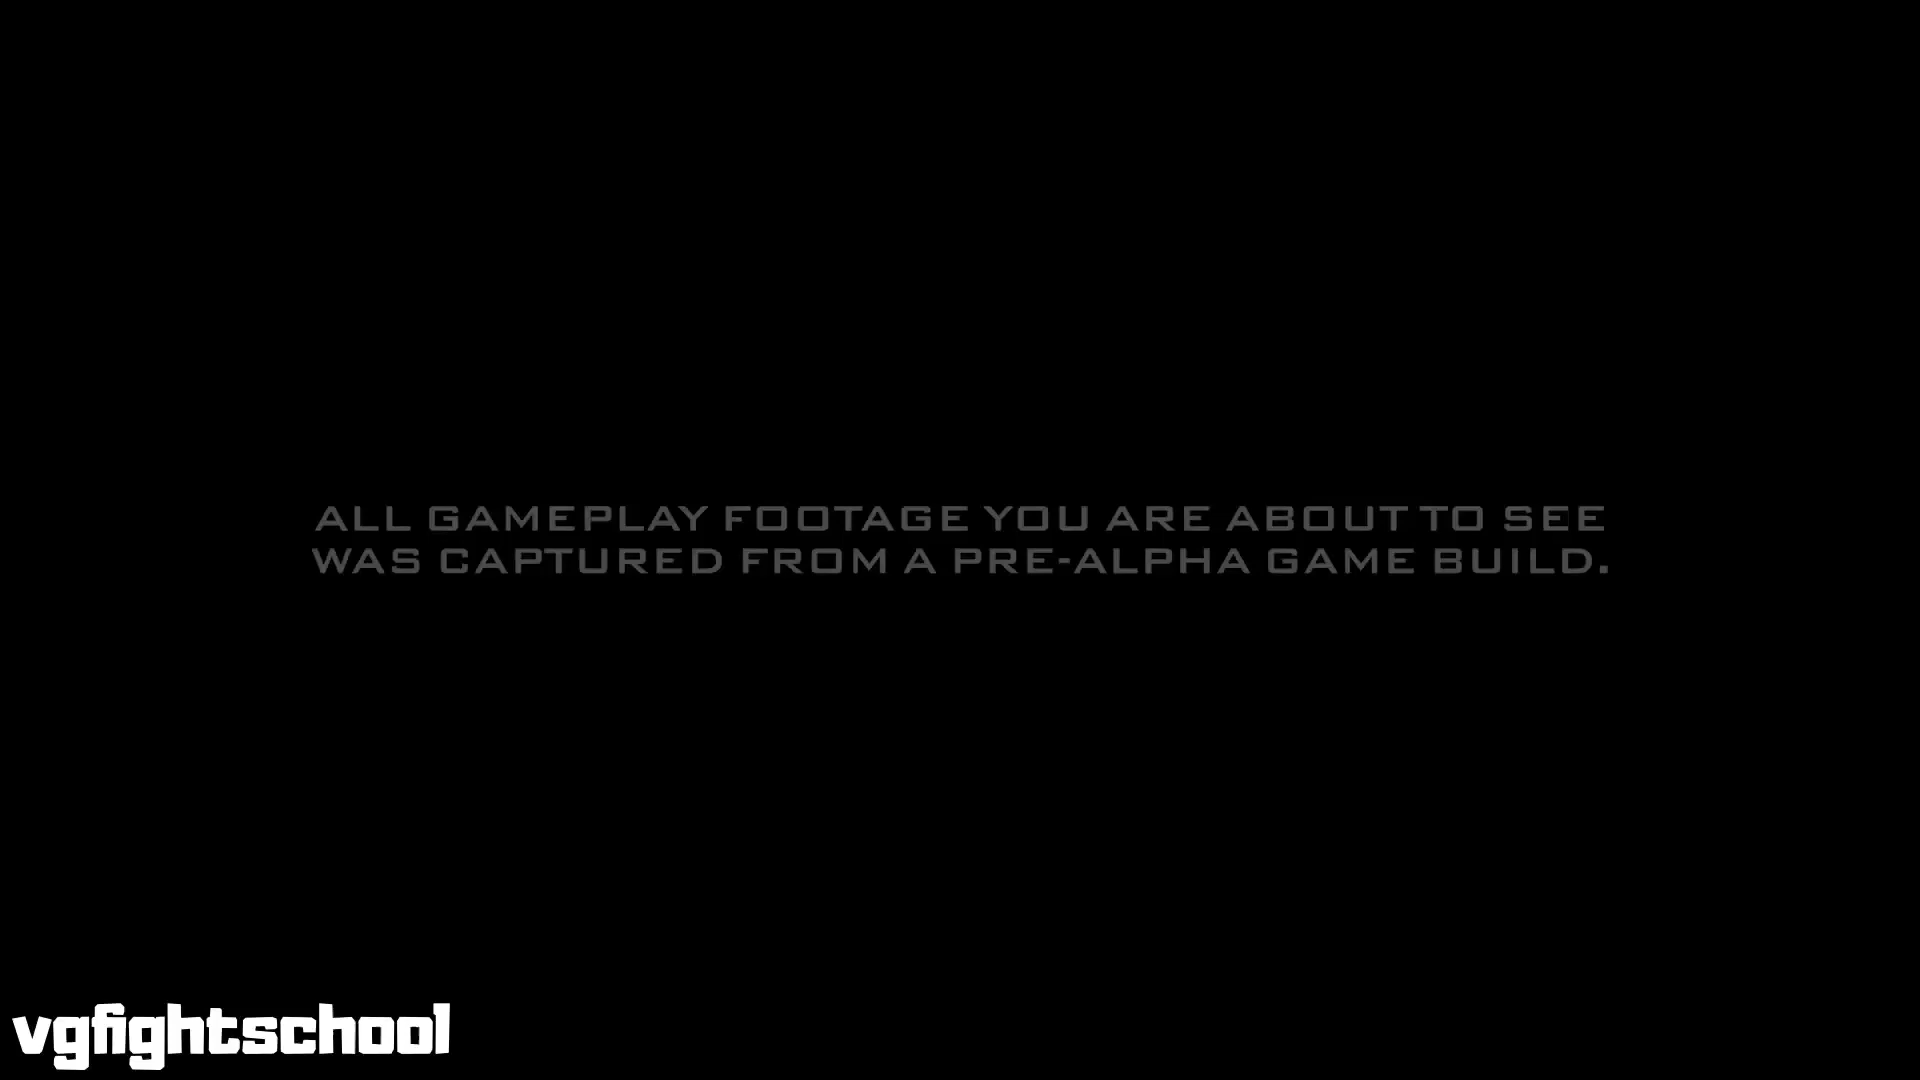 ALL GAMEPLAY FOOTAGE YOU ARE ABOUT TO SEE
WAS CAPTURED FROM A PRE-ALPHA GAME BUILD.
vgfightschool